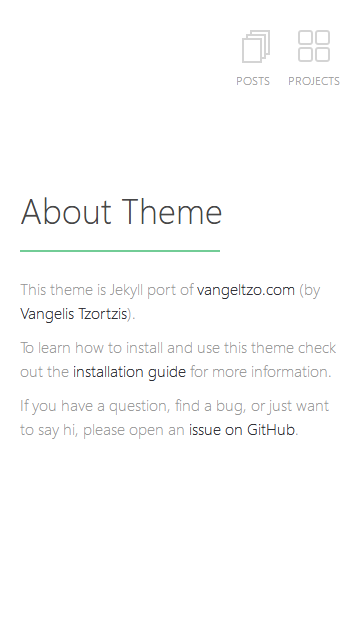 POSTS PROJECTS
About Theme
This theme is Jekyll port of vangeltzo.com (by
Vangelis Tzortzis).
To learn how to install and use this theme check
out the installation guide for more information.
If you have a question, find a bug, or just want
to say hi, please open an issue on GitHub.